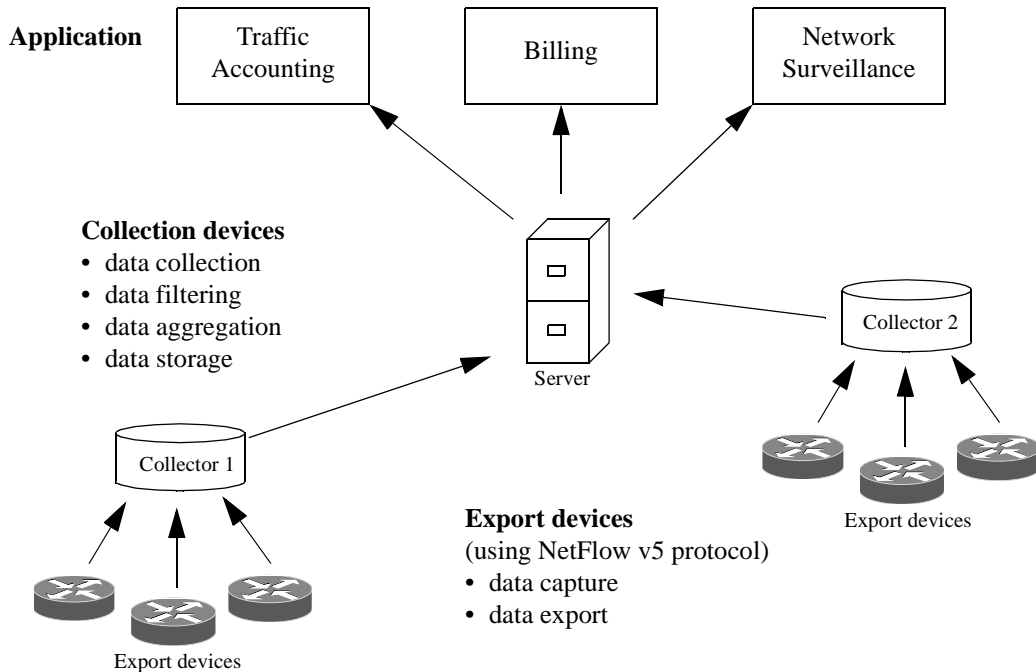 Application
Traffic
Accounting
Billing
Network
Surveillance
Collection devices
• data collection
• data filtering
• data aggregation
• data storage
Server
Collector 2
Export devices
Collector 1
Export devices
Export devices
(using NetFlow v5 protocol)
• data capture
• data export